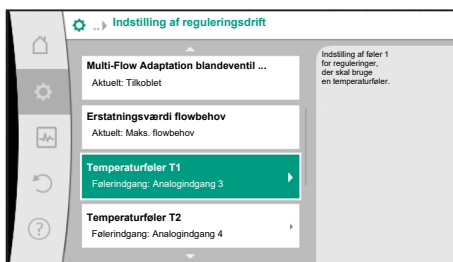 ..› Indstilling af reguleringsdrift
Multi-Flow Adaptation blandeventil ...
Aktuelt: Tilkoblet
Erstatningsværdi flowbehov
Aktuelt: Maks. flowbehov
Temperaturføler T1
Følerindgang: Analogindgang 3
Temperaturføler T2
Følerindgang: Analogindgang 4
Indstilling af føler 1
for reguleringer,
der skal bruge
en temperaturføler.